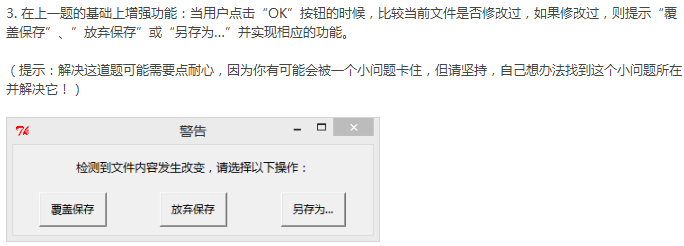 3. 在上一题的基础上增强功能：当用户点击“OK”按钮的时候，比较当前文件是否修改过，如果修改过，则提示“覆
盖保存”、”放弃保存”或“另存为…”并实现相应的功能。
（提示：解决这道题可能需要点耐心，因为你有可能会被一个小问题卡住，但请坚持，自己想办法找到这个小问题所在
并解决它！）
警告
检测到文件内容发生改变，请选择以下操作：
覆盖保存 放弃保存 另存为...